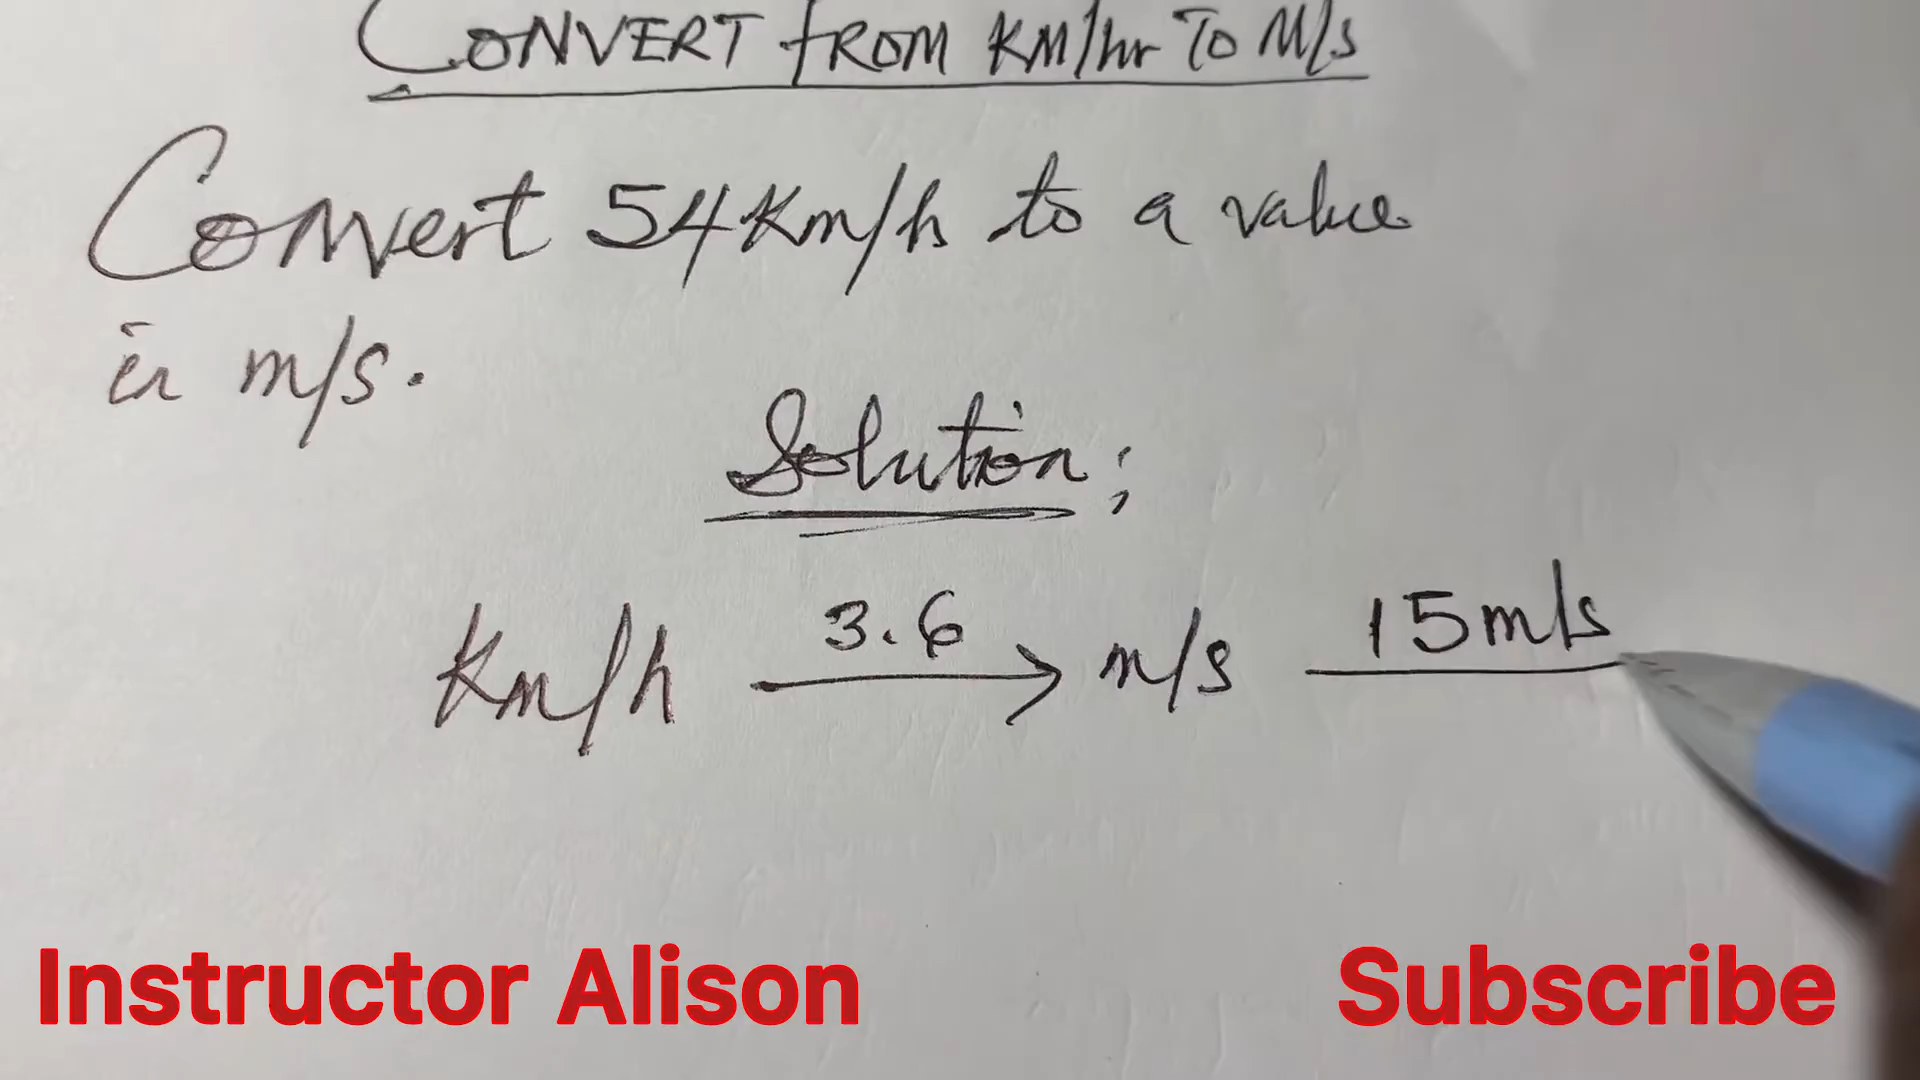 CONVERT FROM KM/hr TO M/s
Convert 54Km/h to a value
in m/s.
Solution;
Km/h 3.6 m/s 15m/s
Instructor Alison Subscribe